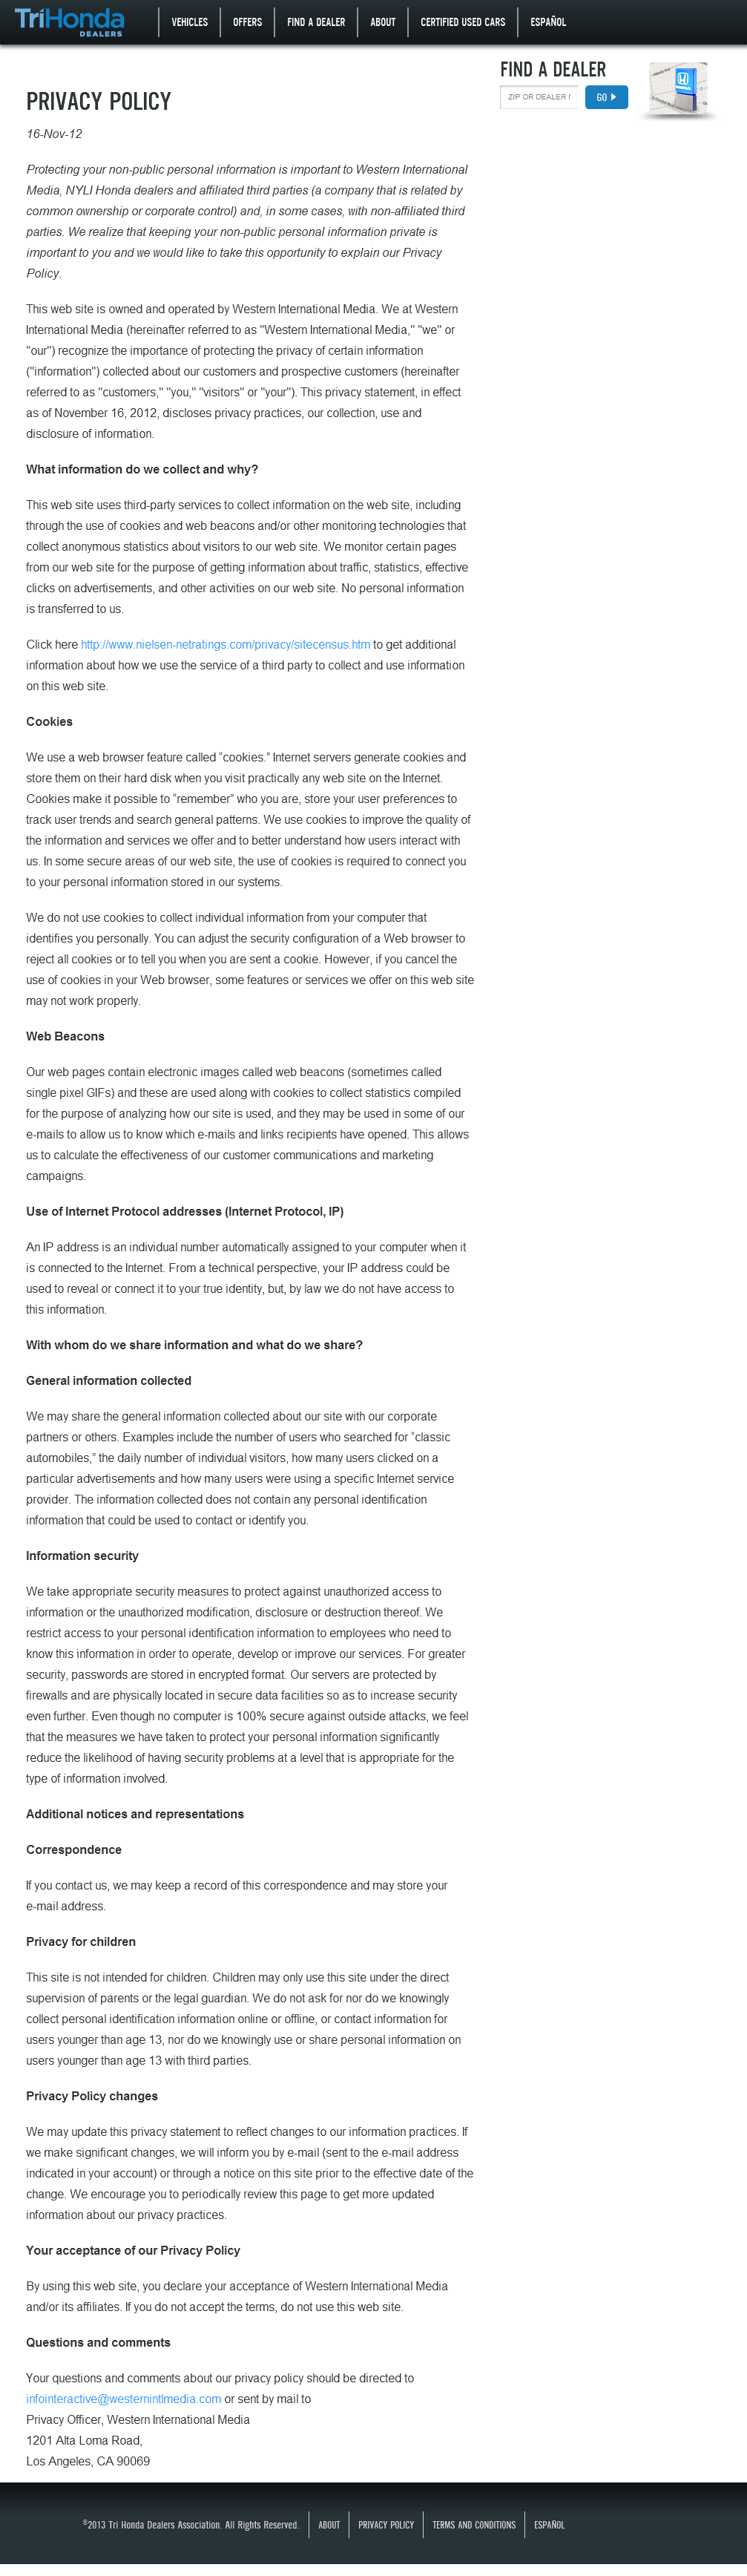 TriHonda
DEALERS
VEHICLES
OFFERS
FIND A DEALER
ABOUT
CERTIFIED USED CARS
ESPAÑOL
FIND A DEALER
ZIP OR DEALER
GO
PRIVACY POLICY
16-Nov-12
Protecting your non-public personal information is important to Western International
Media, NYLI Honda dealers and affiliated third parties (a company that is related by
common ownership or corporate control) and, in some cases, with non-affiliated third
parties. We realize that keeping your non-public personal information private is
important to you and we would like to take this opportunity to explain our Privacy
Policy.
This web site is owned and operated by Western International Media. We at Western
International Media (hereinafter referred to as "Western International Media," "we" or
"our") recognize the importance of protecting the privacy of certain information
("information") collected about our customers and prospective customers (hereinafter
referred to as "customers," "you," "visitors" or "your"). This privacy statement, in effect
as of November 16, 2012, discloses privacy practices, our collection, use and
disclosure of information.
What information do we collect and why?
This web site uses third-party services to collect information on the web site, including
through the use of cookies and web beacons and/or other monitoring technologies that
collect anonymous statistics about visitors to our web site. We monitor certain pages
from our web site for the purpose of getting information about traffic, statistics, effective
clicks on advertisements, and other activities on our web site. No personal information
is transferred to us.
Click here http://www.nielsen-netratings.com/privacy/sitecensus.htm to get additional
information about how we use the service of a third party to collect and use information
on this web site.
Cookies
We use a web browser feature called “cookies.” Internet servers generate cookies and
store them on their hard disk when you visit practically any web site on the Internet.
Cookies make it possible to “remember” who you are, store your user preferences to
track user trends and search general patterns. We use cookies to improve the quality of
the information and services we offer and to better understand how users interact with
us. In some secure areas of our web site, the use of cookies is required to connect you
to your personal information stored in our systems.
We do not use cookies to collect individual information from your computer that
identifies you personally. You can adjust the security configuration of a Web browser to
reject all cookies or to tell you when you are sent a cookie. However, if you cancel the
use of cookies in your Web browser, some features or services we offer on this web site
may not work properly.
Web Beacons
Our web pages contain electronic images called web beacons (sometimes called
single pixel GIFs) and these are used along with cookies to collect statistics compiled
for the purpose of analyzing how our site is used, and they may be used in some of our
e-mails to allow us to know which e-mails and links recipients have opened. This allows
us to calculate the effectiveness of our customer communications and marketing
campaigns.
Use of Internet Protocol addresses (Internet Protocol, IP)
An IP address is an individual number automatically assigned to your computer when it
is connected to the Internet. From a technical perspective, your IP address could be
used to reveal or connect it to your true identity, but, by law we do not have access to
this information.
With whom do we share information and what do we share?
General information collected
We may share the general information collected about our site with our corporate
partners or others. Examples include the number of users who searched for “classic
automobiles,” the daily number of individual visitors, how many users clicked on a
particular advertisements and how many users were using a specific Internet service
provider. The information collected does not contain any personal identification
information that could be used to contact or identify you.
Information security
We take appropriate security measures to protect against unauthorized access to
information or the unauthorized modification, disclosure or destruction thereof. We
restrict access to your personal identification information to employees who need to
know this information in order to operate, develop or improve our services. For greater
security, passwords are stored in encrypted format. Our servers are protected by
firewalls and are physically located in secure data facilities so as to increase security
even further. Even though no computer is 100% secure against outside attacks, we feel
that the measures we have taken to protect your personal information significantly
reduce the likelihood of having security problems at a level that is appropriate for the
type of information involved.
Additional notices and representations
Correspondence
If you contact us, we may keep a record of this correspondence and may store your
e-mail address.
Privacy for children
This site is not intended for children. Children may only use this site under the direct
supervision of parents or the legal guardian. We do not ask for nor do we knowingly
collect personal identification information online or offline, or contact information for
users younger than age 13, nor do we knowingly use or share personal information on
users younger than age 13 with third parties.
Privacy Policy changes
We may update this privacy statement to reflect changes to our information practices. If
we make significant changes, we will inform you by e-mail (sent to the e-mail address
indicated in your account) or through a notice on this site prior to the effective date of the
change. We encourage you to periodically review this page to get more updated
information about our privacy practices.
Your acceptance of our Privacy Policy
By using this web site, you declare your acceptance of Western International Media
and/or its affiliates. If you do not accept the terms, do not use this web site.
Questions and comments
Your questions and comments about our privacy policy should be directed to
infointeractive@westernintlmedia.com or sent by mail to
Privacy Officer, Western International Media
1201 Alta Loma Road,
Los Angeles, CA 90069
©2013 Tri Honda Dealers Association. All Rights Reserved.
ABOUT
PRIVACY POLICY
TERMS AND CONDITIONS
ESPAÑOL